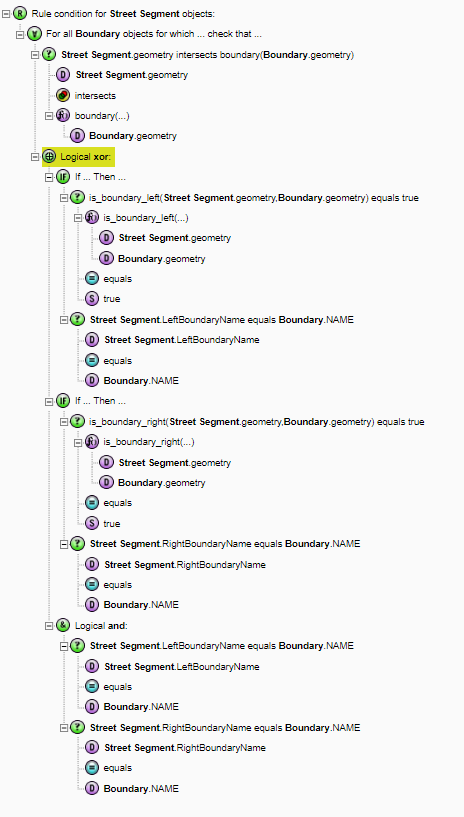 R Rule condition for Street Segment objects:
∀ For all Boundary objects for which ... check that ...
? Street Segment.geometry intersects boundary(Boundary.geometry)
D Street Segment.geometry
intersects
f() boundary(...)
D Boundary.geometry
⊕ Logical xor:
IF If ... Then ...
? is_boundary_left(Street Segment.geometry,Boundary.geometry) equals true
f() is_boundary_left(...)
D Street Segment.geometry
D Boundary.geometry
= equals
S true
? Street Segment.LeftBoundaryName equals Boundary.NAME
D Street Segment.LeftBoundaryName
= equals
D Boundary.NAME
IF If ... Then ...
? is_boundary_right(Street Segment.geometry,Boundary.geometry) equals true
f() is_boundary_right(...)
D Street Segment.geometry
D Boundary.geometry
= equals
S true
? Street Segment.RightBoundaryName equals Boundary.NAME
D Street Segment.RightBoundaryName
= equals
D Boundary.NAME
& Logical and:
? Street Segment.LeftBoundaryName equals Boundary.NAME
D Street Segment.LeftBoundaryName
= equals
D Boundary.NAME
? Street Segment.RightBoundaryName equals Boundary.NAME
D Street Segment.RightBoundaryName
= equals
D Boundary.NAME